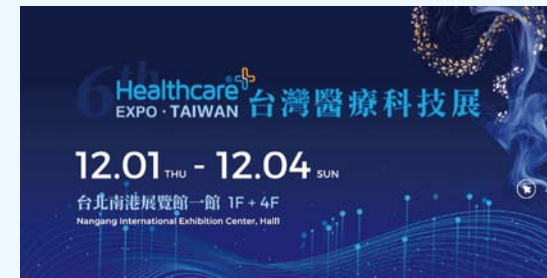 6th
Healthcare+
EXPO · TAIWAN 台灣醫療科技展
12.01 THU - 12.04 SUN
台北南港展覽館一館 1F + 4F
Nangang International Exhibition Center, Hall1